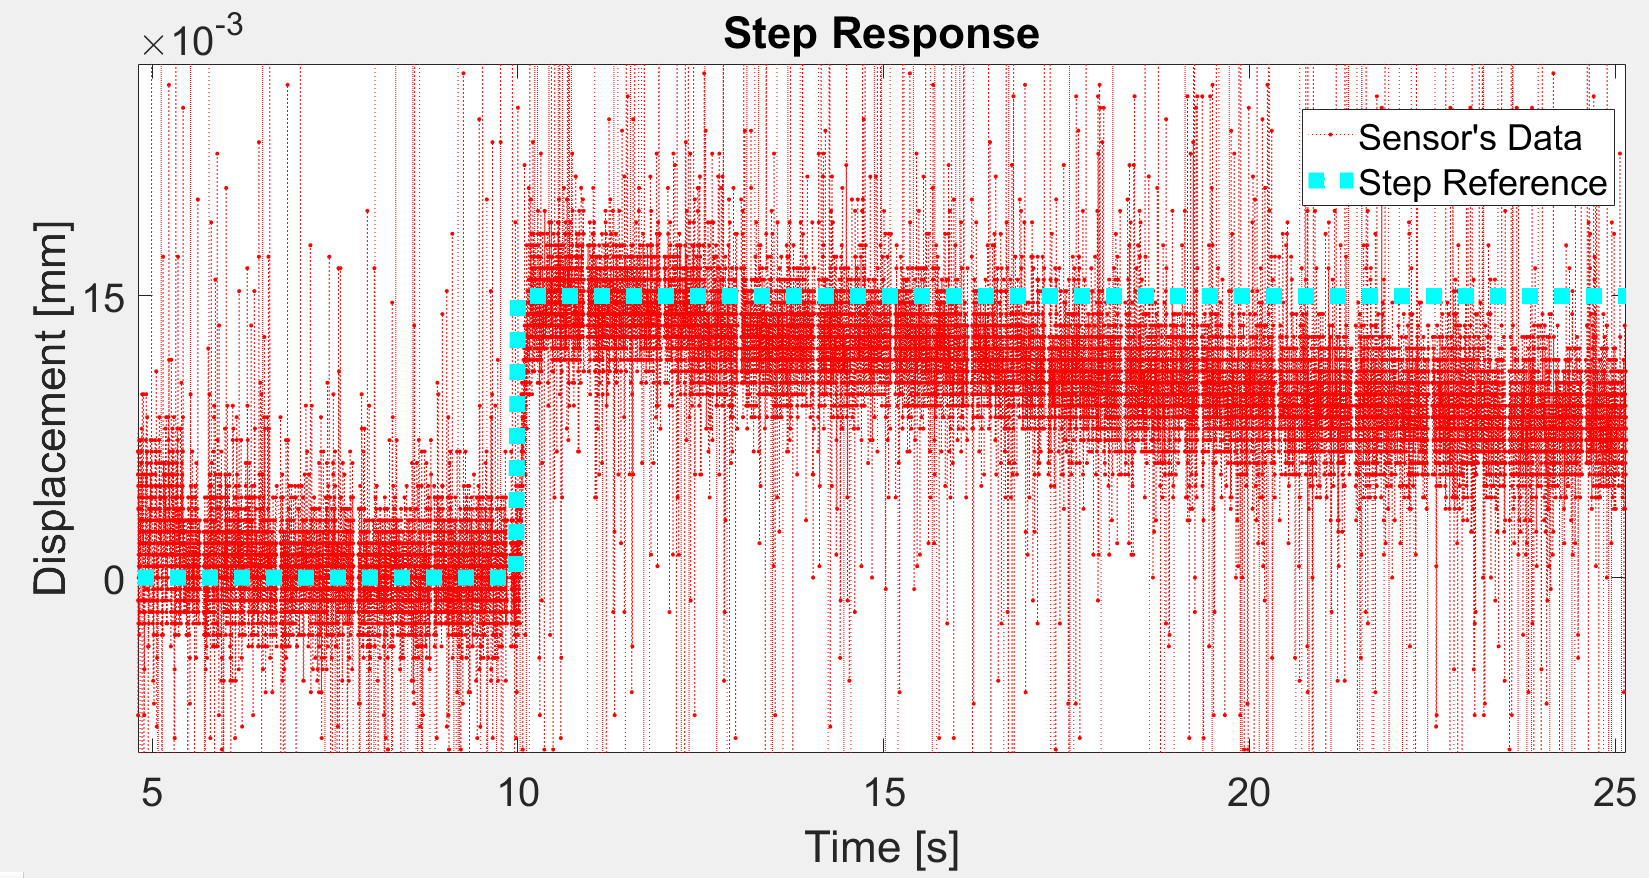 Step Response
×10-3
Displacement [mm]
15
0
Sensor's Data
Step Reference
5 10 15 20 25
Time [s]